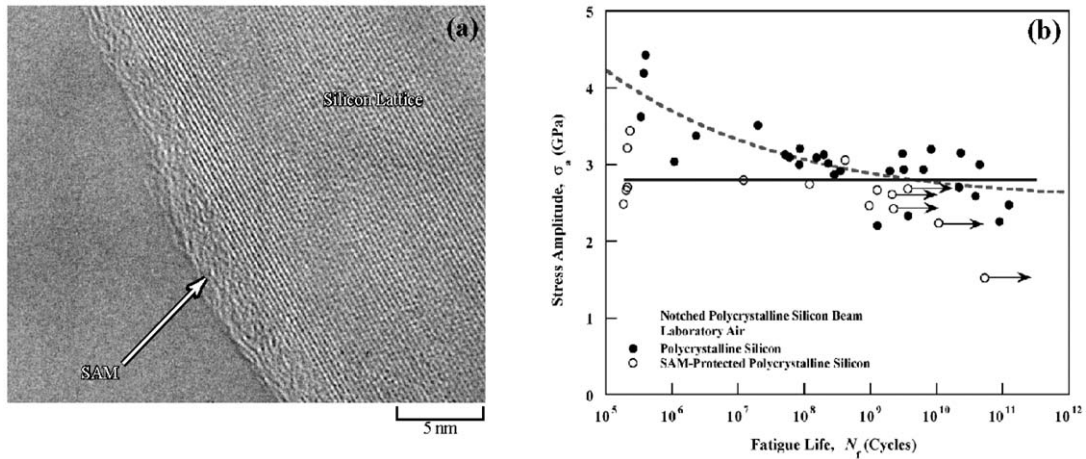 (a)
Silicon Lattice
SAM
5 nm
(b)
Stress Amplitude, σa (GPa)
5
4
3
2
1
0
Notched Polycrystalline Silicon Beam
Laboratory Air
Polycrystalline Silicon
SAM-Protected Polycrystalline Silicon
10^5 10^6 10^7 10^8 10^9 10^10 10^11 10^12
Fatigue Life, Nf (Cycles)